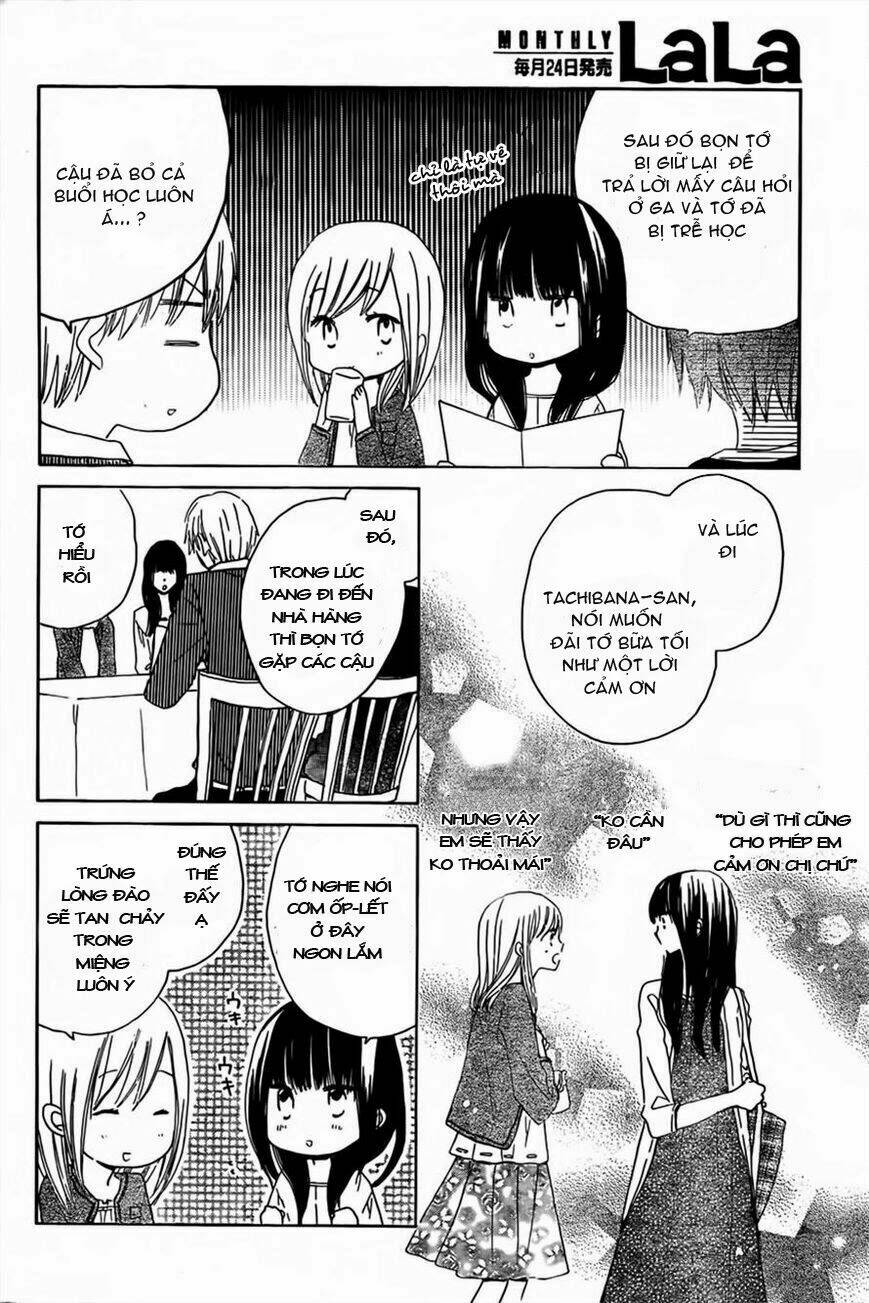 MONTHLY
毎月24日発売
LaLa
SAU ĐÓ BỌN TỚ
BỊ GIỮ LẠI ĐỂ
TRẢ LỜI MẤY CÂU HỎI
Ở GA VÀ TỚ ĐÃ
BỊ TRỄ HỌC
chỉ là tự vệ
thôi mà
CẬU ĐÃ BỎ CẢ
BUỔI HỌC LUÔN
Á... ?
VÀ LÚC
ĐI
TACHIBANA-SAN,
NÓI MUỐN
ĐÃI TỚ BỮA TỐI
NHƯ MỘT LỜI
CẢM ƠN
“DÙ GÌ THÌ CŨNG
CHO PHÉP EM
CẢM ƠN CHỊ CHỨ”
“KO CẦN
ĐÂU”
NHƯNG VẬY
EM SẼ THẤY
KO THOẢI MÁI”
SAU
ĐÓ,
TRONG LÚC
ĐANG ĐI ĐẾN
NHÀ HÀNG
THÌ BỌN TỚ
GẶP CÁC CẬU
TỚ
HIỂU
RỒI
TỚ NGHE NÓI
CƠM ỐP-LẾT
Ở ĐÂY
NGON LẮM
ĐÚNG
THẾ
ĐẤY
Ạ
TRỨNG
LÒNG ĐÀO
SẼ TAN CHẢY
TRONG
MIỆNG
LUÔN Ý
ウキ
ウキ